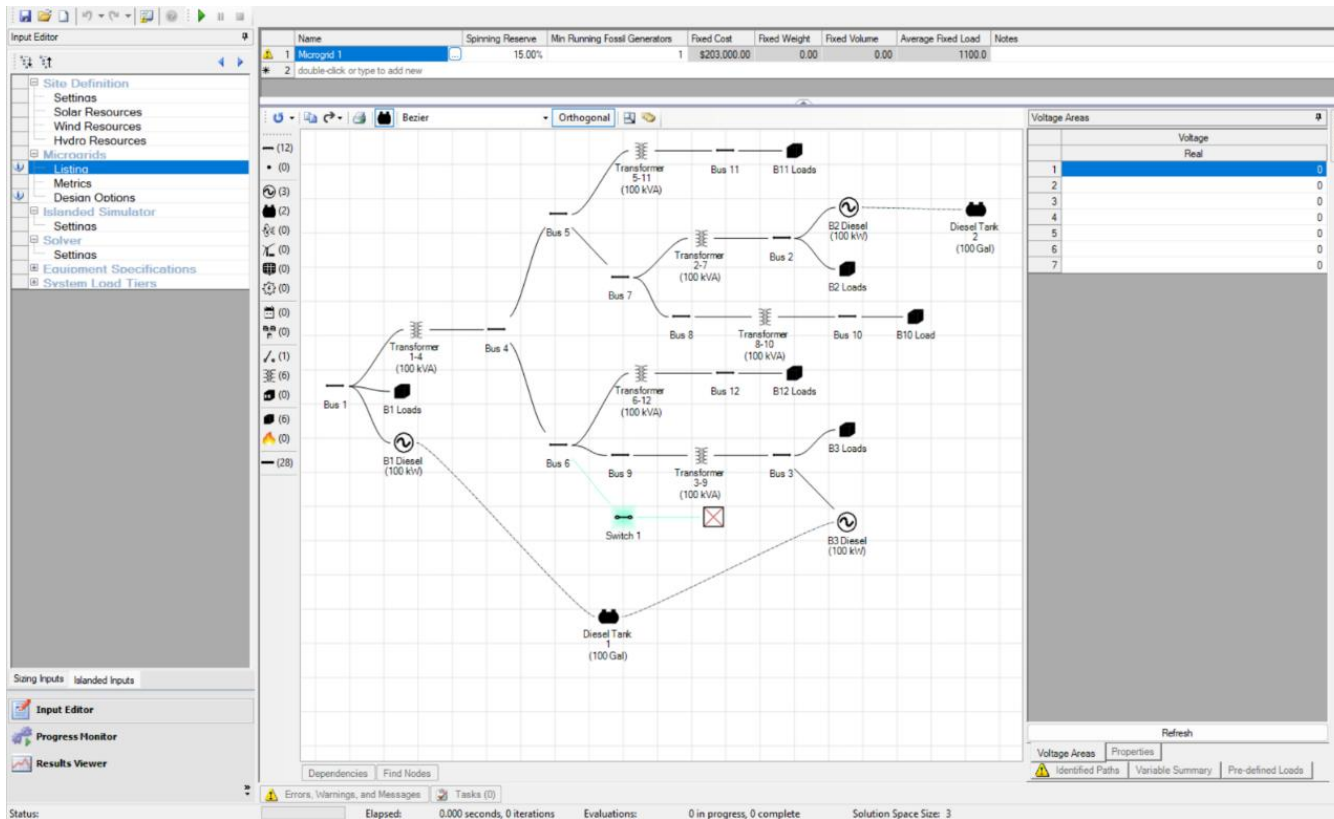 Input Editor
Name Spinning Reserve Min Running Fossil Generators Fixed Cost Fixed Weight Fixed Volume Average Fixed Load Notes
1 Microgrid 1 ... 15.00% 1 $203,000.00 0.00 0.00 1100.0
2 double-click or type to add new
Site Definition
Settings
Solar Resources
Wind Resources
Hydro Resources
Microgrids
Listing
Metrics
Design Options
Islanded Simulator
Settings
Solver
Settings
Equipment Specifications
System Load Tiers
Bezier Orthogonal
(12)
(0)
(3)
(2)
(0)
(0)
(0)
(0)
(0)
(0)
(1)
(6)
(0)
(6)
(0)
(28)
Transformer
5-11
(100 kVA)
Bus 11
B11 Loads
Bus 5
Transformer
2-7
(100 kVA)
Bus 2
B2 Diesel
(100 kW)
Diesel Tank
2
(100 Gal)
B2 Loads
Bus 7
Bus 8
Transformer
8-10
(100 kVA)
Bus 10
B10 Load
Transformer
1-4
(100 kVA)
Bus 4
Bus 1
B1 Loads
B1 Diesel
(100 kW)
Transformer
6-12
(100 kVA)
Bus 12
B12 Loads
Bus 6
Bus 9
Transformer
3-9
(100 kVA)
Bus 3
B3 Loads
Switch 1
B3 Diesel
(100 kW)
Diesel Tank
1
(100 Gal)
Voltage Areas
Voltage
Real
1 0
2 0
3 0
4 0
5 0
6 0
7 0
Refresh
Voltage Areas Properties
Identified Paths Variable Summary Pre-defined Loads
Sizing Inputs Islanded Inputs
Input Editor
Progress Monitor
Results Viewer
Dependencies Find Nodes
Errors, Warnings, and Messages Tasks (0)
Status: Elapsed: 0.000 seconds, 0 iterations Evaluations: 0 in progress, 0 complete Solution Space Size: 3